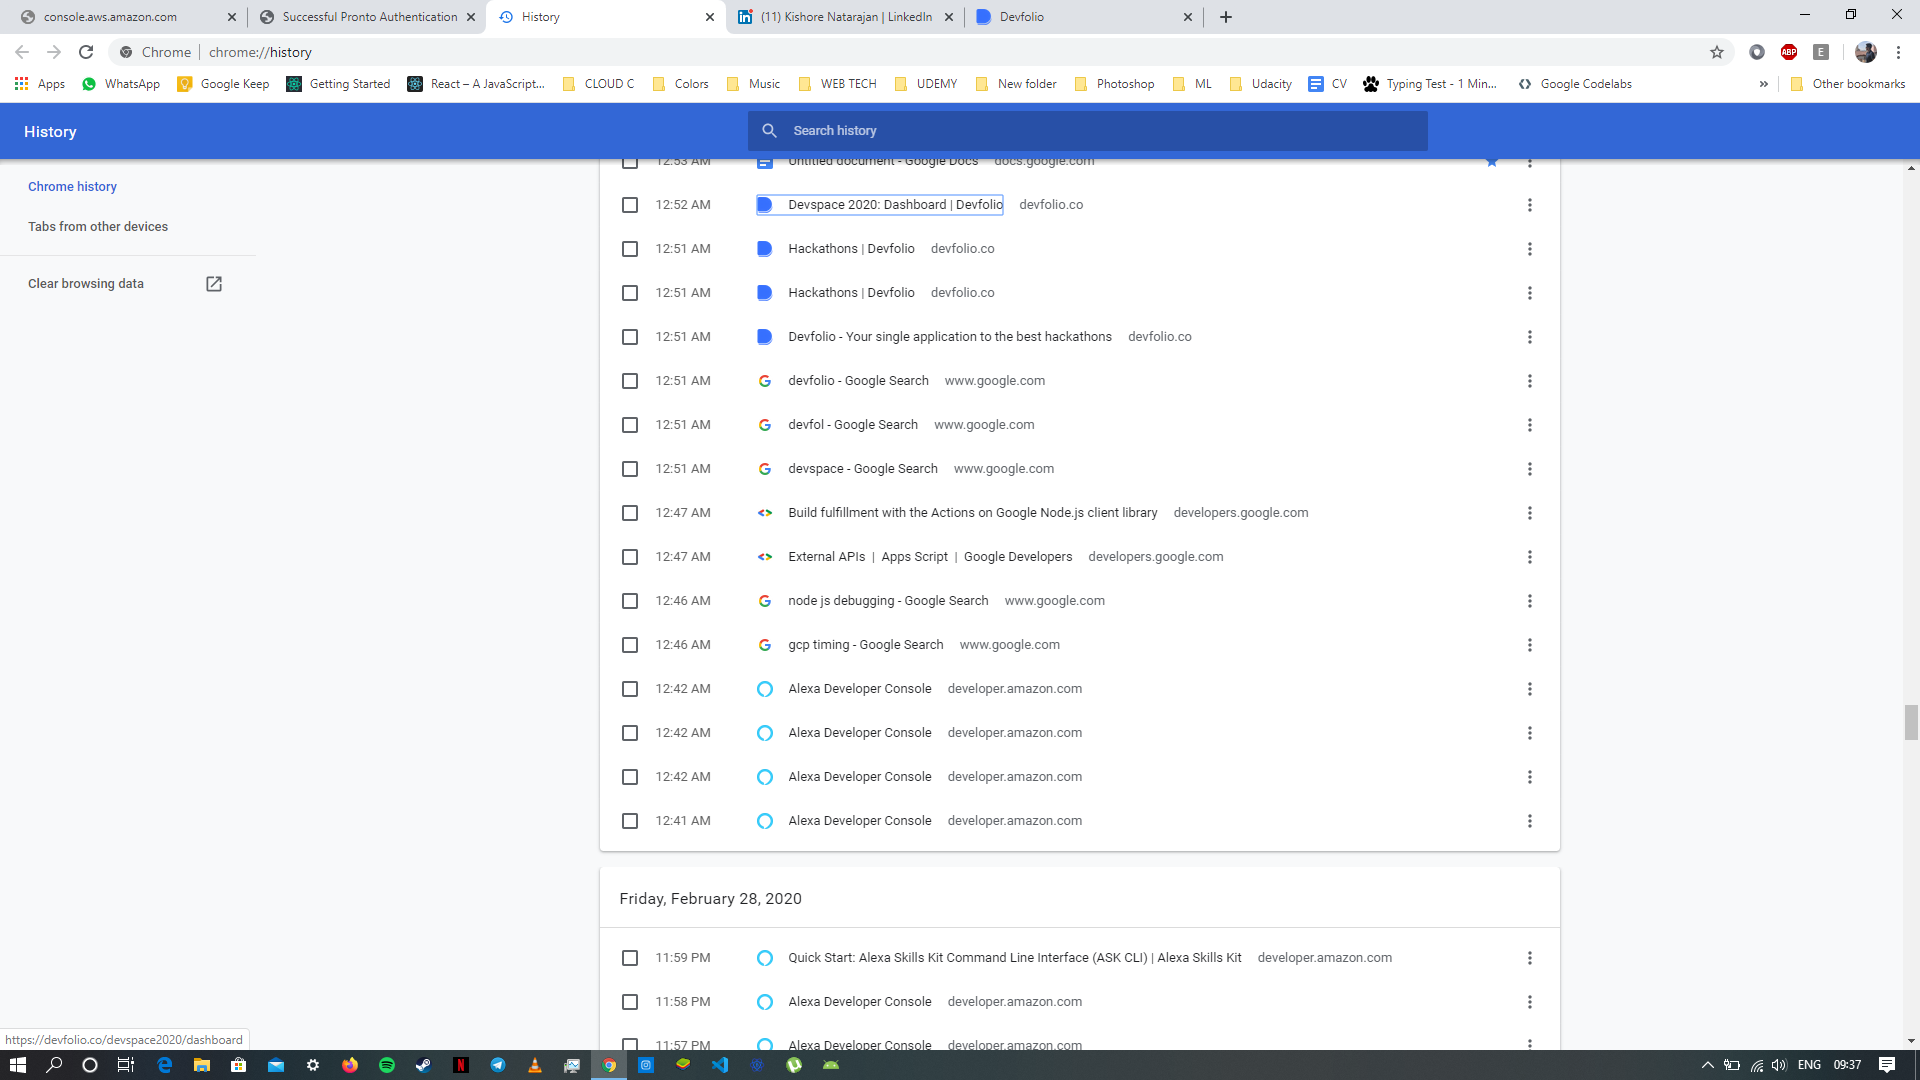 console.aws.amazon.com
Successful Pronto Authentication
History
(11) Kishore Natarajan | LinkedIn
Devfolio
Chrome
chrome://history
Apps
WhatsApp
Google Keep
Getting Started
React – A JavaScript...
CLOUD C
Colors
Music
WEB TECH
UDEMY
New folder
Photoshop
ML
Udacity
CV
Typing Test - 1 Min...
Google Codelabs
»
Other bookmarks
History
Search history
Chrome history
Tabs from other devices
Clear browsing data
12:53 AM Untitled document - Google Docs docs.google.com
12:52 AM Devspace 2020: Dashboard | Devfolio devfolio.co
12:51 AM Hackathons | Devfolio devfolio.co
12:51 AM Hackathons | Devfolio devfolio.co
12:51 AM Devfolio - Your single application to the best hackathons devfolio.co
12:51 AM devfolio - Google Search www.google.com
12:51 AM devfol - Google Search www.google.com
12:51 AM devspace - Google Search www.google.com
12:47 AM Build fulfillment with the Actions on Google Node.js client library developers.google.com
12:47 AM External APIs | Apps Script | Google Developers developers.google.com
12:46 AM node js debugging - Google Search www.google.com
12:46 AM gcp timing - Google Search www.google.com
12:42 AM Alexa Developer Console developer.amazon.com
12:42 AM Alexa Developer Console developer.amazon.com
12:42 AM Alexa Developer Console developer.amazon.com
12:41 AM Alexa Developer Console developer.amazon.com
Friday, February 28, 2020
11:59 PM Quick Start: Alexa Skills Kit Command Line Interface (ASK CLI) | Alexa Skills Kit developer.amazon.com
11:58 PM Alexa Developer Console developer.amazon.com
11:57 PM Alexa Developer Console developer.amazon.com
https://devfolio.co/devspace2020/dashboard
ENG
09:37